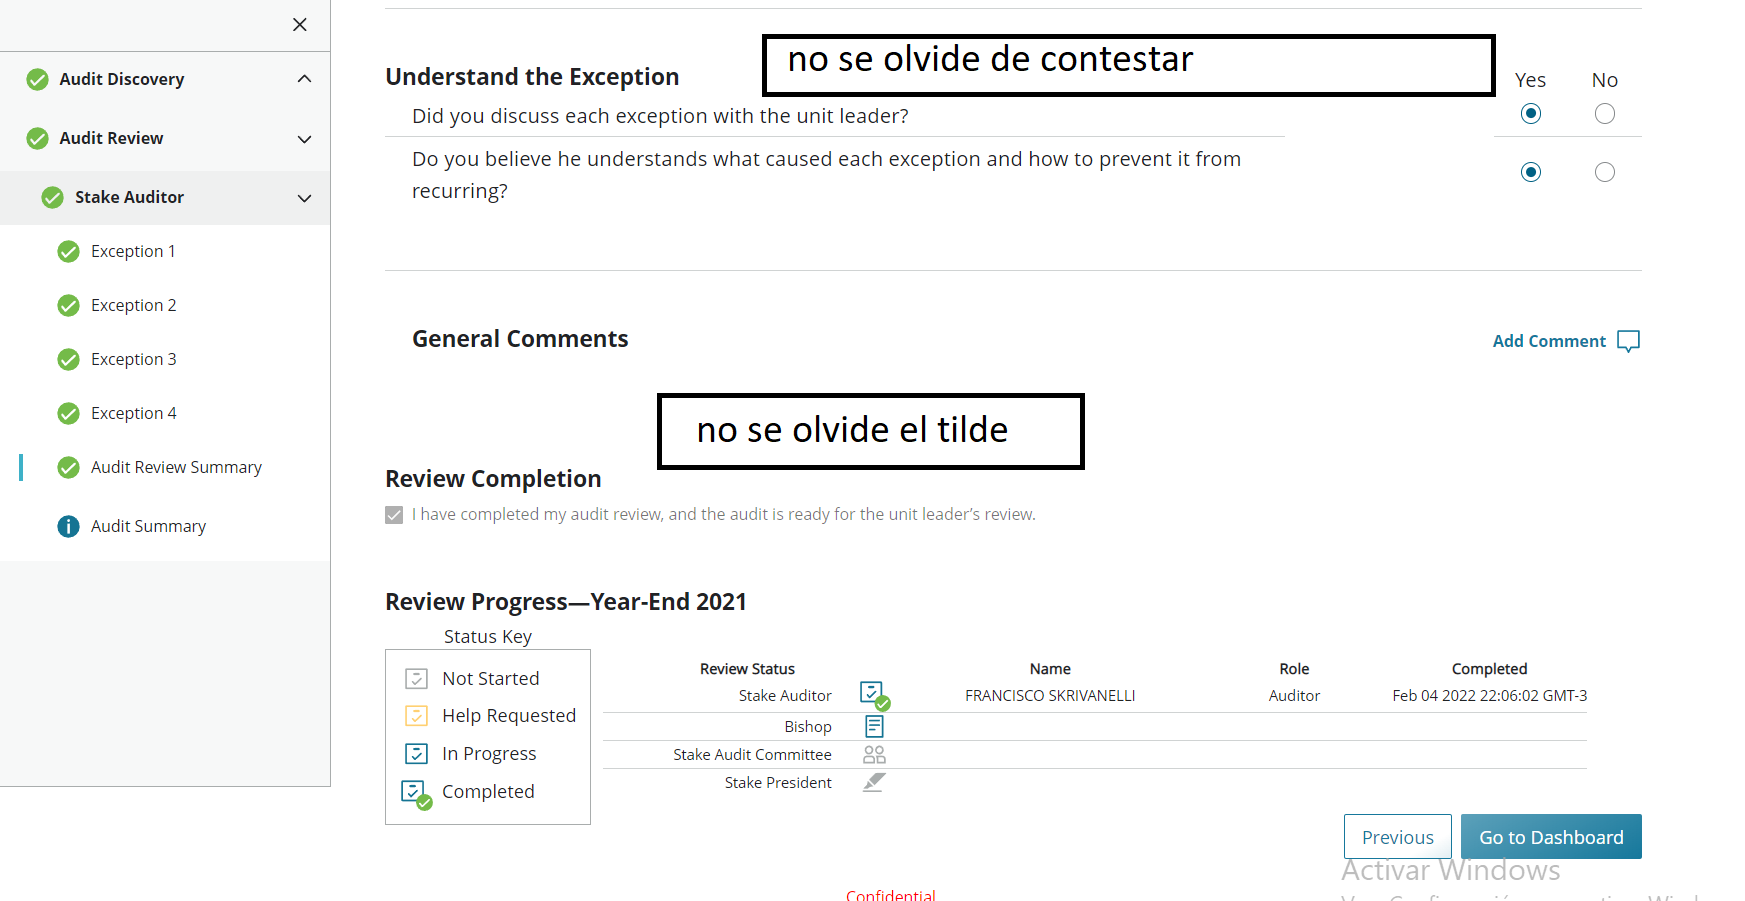 Audit Discovery
Audit Review
Stake Auditor
Exception 1
Exception 2
Exception 3
Exception 4
Audit Review Summary
Audit Summary
no se olvide de contestar
Understand the Exception
Yes No
Did you discuss each exception with the unit leader?
Do you believe he understands what caused each exception and how to prevent it from
recurring?
General Comments
Add Comment
no se olvide el tilde
Review Completion
I have completed my audit review, and the audit is ready for the unit leader’s review.
Review Progress—Year-End 2021
Status Key
Not Started
Help Requested
In Progress
Completed
Review Status Name Role Completed
Stake Auditor FRANCISCO SKRIVANELLI Auditor Feb 04 2022 22:06:02 GMT-3
Bishop
Stake Audit Committee
Stake President
Previous Go to Dashboard
Activar Windows
Confidential